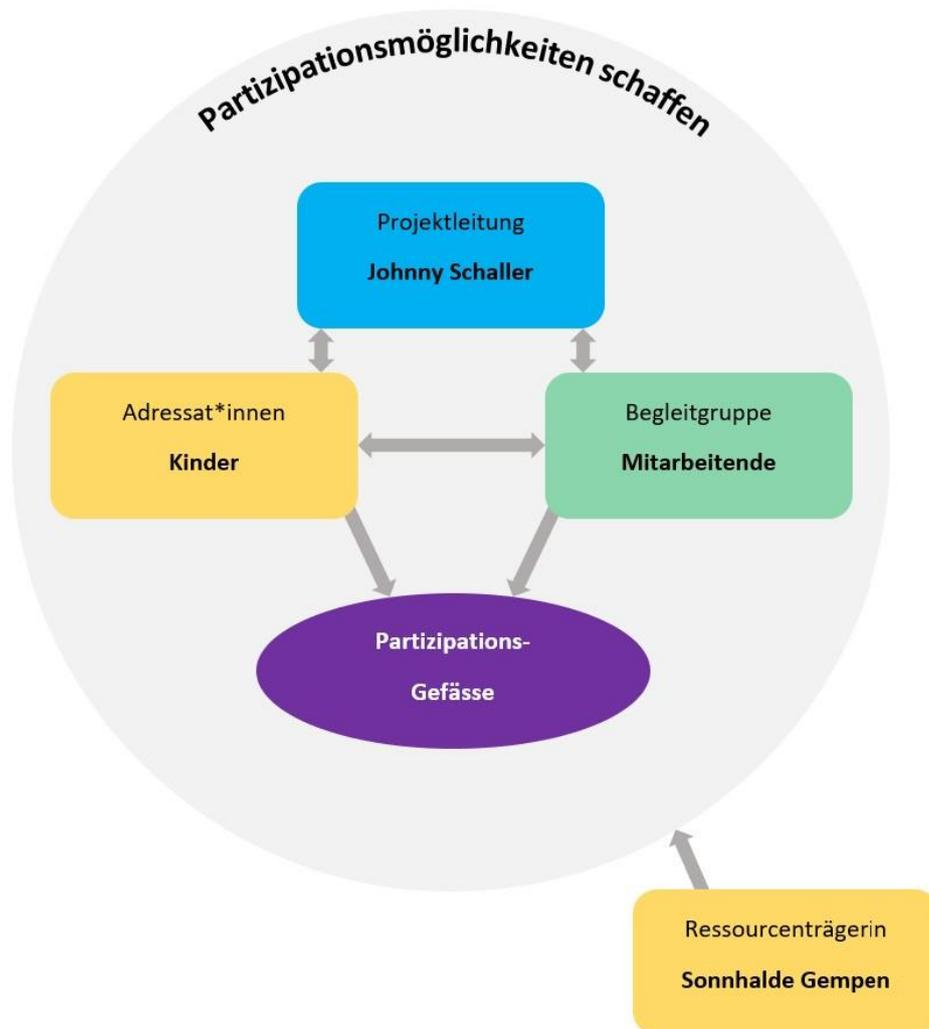 Partizipationsmöglichkeiten schaffen
Projektleitung
Johnny Schaller
Adressat*innen
Kinder
Begleitgruppe
Mitarbeitende
Partizipations-
Gefässe
Ressourcenträgerin
Sonnhalde Gempen